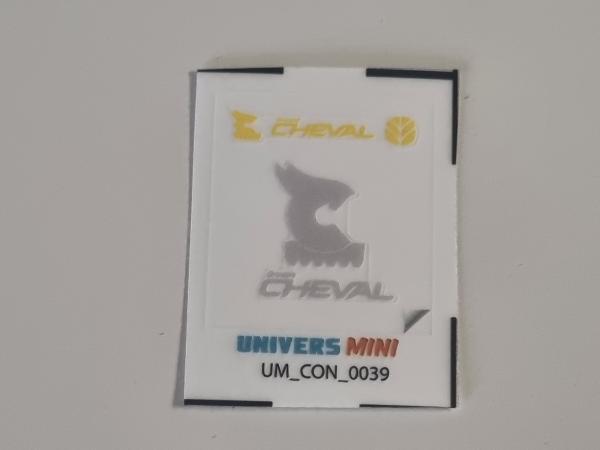 CHEVAL
CHEVAL
UNIVERS MINI
UM_CON_0039